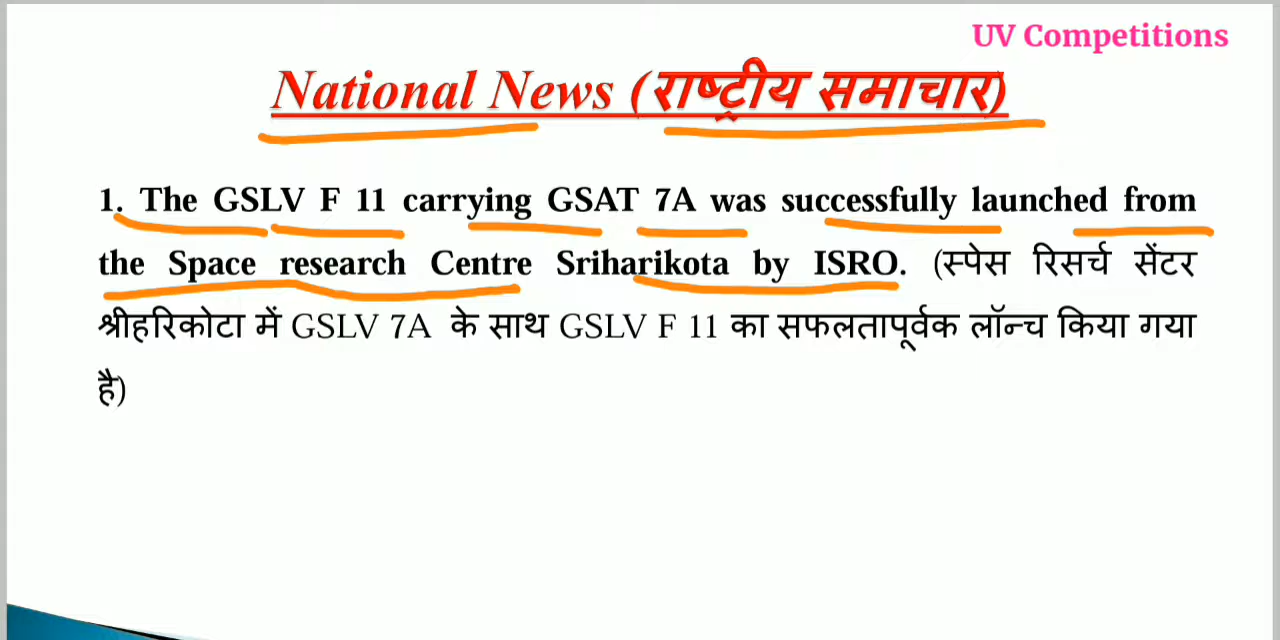 UV Competitions
National News (राष्ट्रीय समाचार)
1. The GSLV F 11 carrying GSAT 7A was successfully launched from
the Space research Centre Sriharikota by ISRO. (स्पेस रिसर्च सेंटर
श्रीहरिकोटा में GSLV 7A के साथ GSLV F 11 का सफलतापूर्वक लॉन्च किया गया
है)